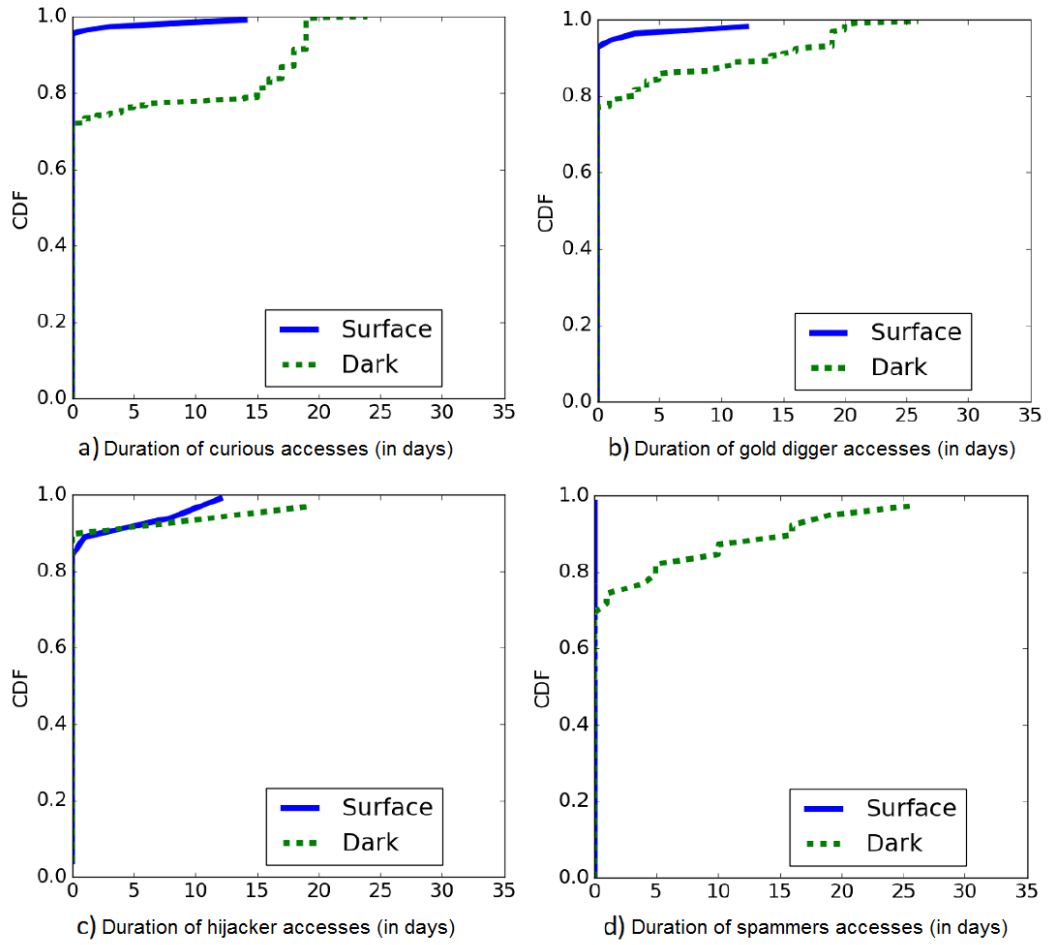 1.0
0.8
0.6
0.4
0.2
0.0
CDF
Surface
Dark
0 5 10 15 20 25 30 35
a) Duration of curious accesses (in days)
1.0
0.8
0.6
0.4
0.2
0.0
CDF
Surface
Dark
0 5 10 15 20 25 30 35
b) Duration of gold digger accesses (in days)
1.0
0.8
0.6
0.4
0.2
0.0
CDF
Surface
Dark
0 5 10 15 20 25 30 35
c) Duration of hijacker accesses (in days)
1.0
0.8
0.6
0.4
0.2
0.0
CDF
Surface
Dark
0 5 10 15 20 25 30 35
d) Duration of spammers accesses (in days)